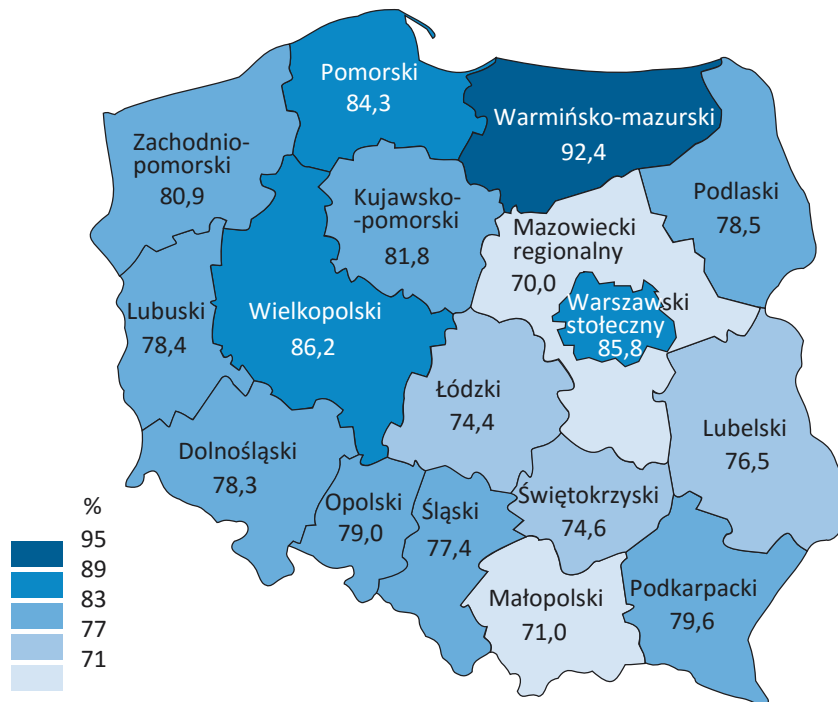 Pomorski
84,3
Warmińsko-mazurski
92,4
Zachodnio-
pomorski
80,9
Kujawsko-
-pomorski
81,8
Podlaski
78,5
Mazowiecki
regionalny
70,0
Lubuski
78,4
Wielkopolski
86,2
Warszawski
stołeczny
85,8
Łódzki
74,4
Lubelski
76,5
Dolnośląski
78,3
Opolski
79,0
Śląski
77,4
Świętokrzyski
74,6
Małopolski
71,0
Podkarpacki
79,6
%
95
89
83
77
71